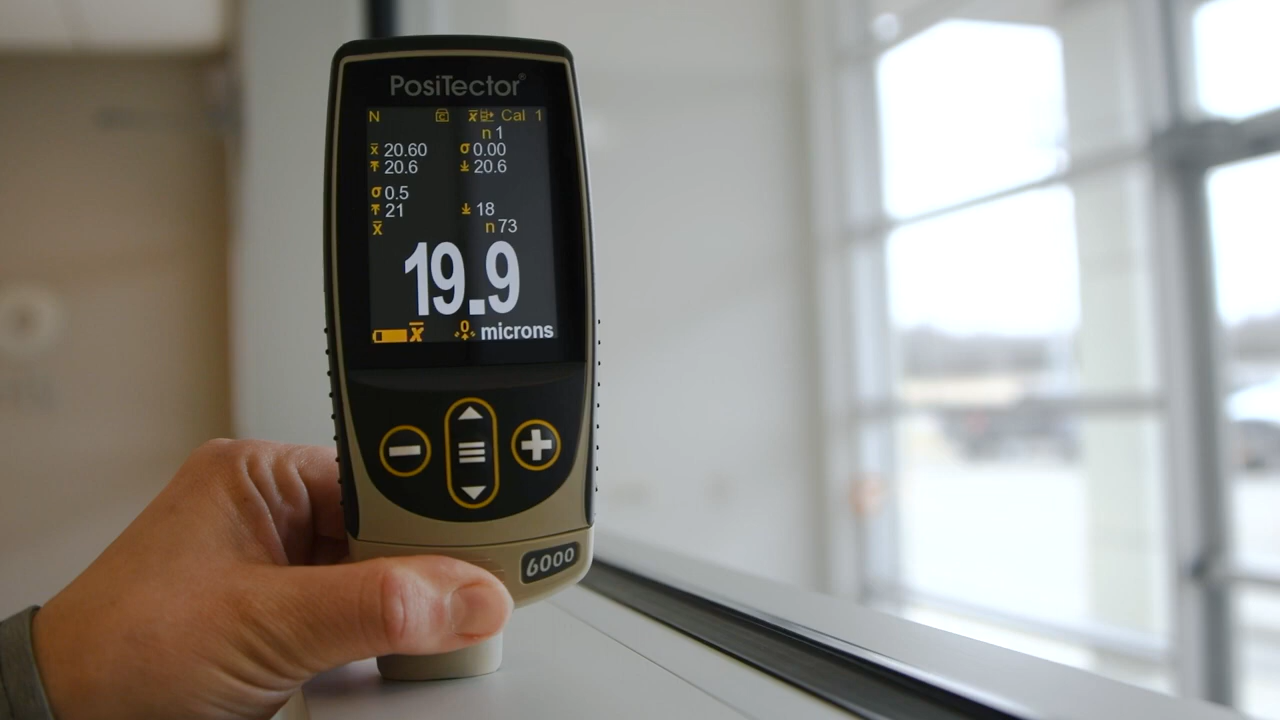 PosiTector®
N Cal 1
n 1
x̄ 20.60 σ 0.00
20.6 20.6
σ 0.5
21 18
x̄ n 73
19.9
x̄ 0 microns
6000